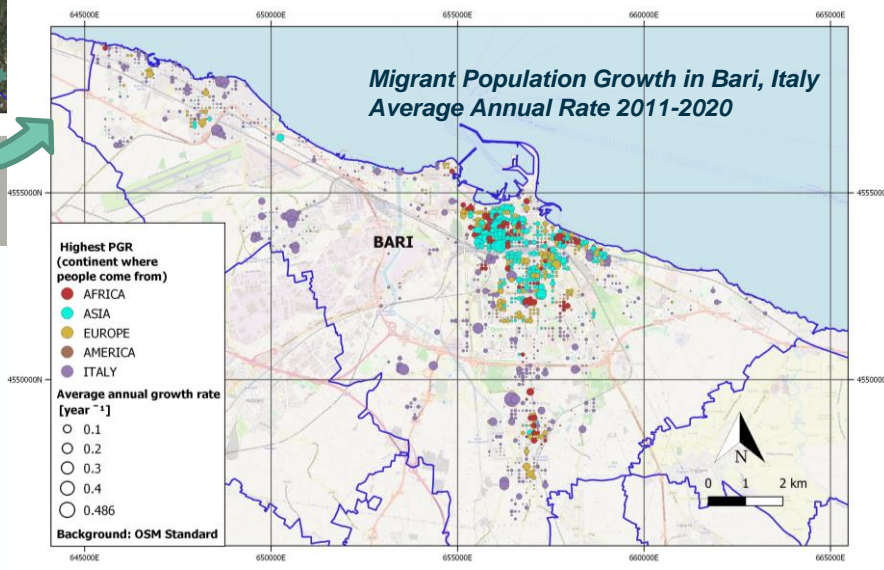 645000E 650000E 655000E 660000E 665000E
Migrant Population Growth in Bari, Italy
Average Annual Rate 2011-2020
4555000N 4555000
BARI
Highest PGR
(continent where
people come from)
AFRICA
ASIA
EUROPE
AMERICA
ITALY
4550000N 4550000
Average annual growth rate
[year ⁻¹]
0.1
0.2
0.3
0.4
0.486
Background: OSM Standard
N
0 1 2 km
645000E 650000E 655000E 660000E 665000E